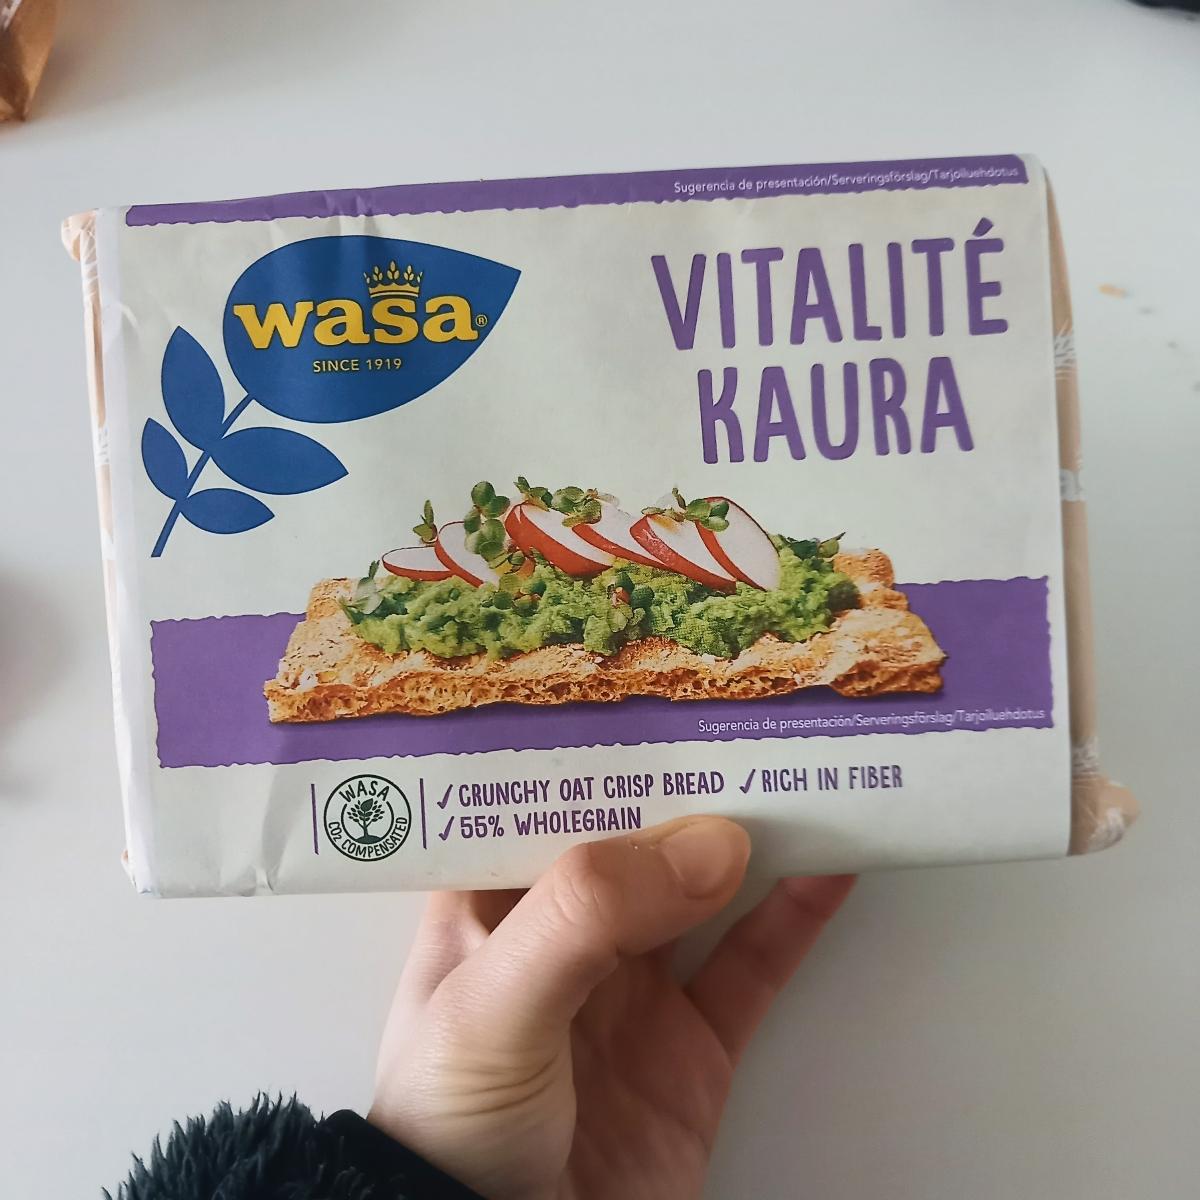 Sugerencia de presentación/Serveringsförslag/Tarjoiluehdotus
wasa®
SINCE 1919
VITALITÉ
KAURA
Sugerencia de presentación/Serveringsförslag/Tarjoiluehdotus
WASA
CO2 COMPENSATED
✓CRUNCHY OAT CRISP BREAD ✓RICH IN FIBER
✓55% WHOLEGRAIN